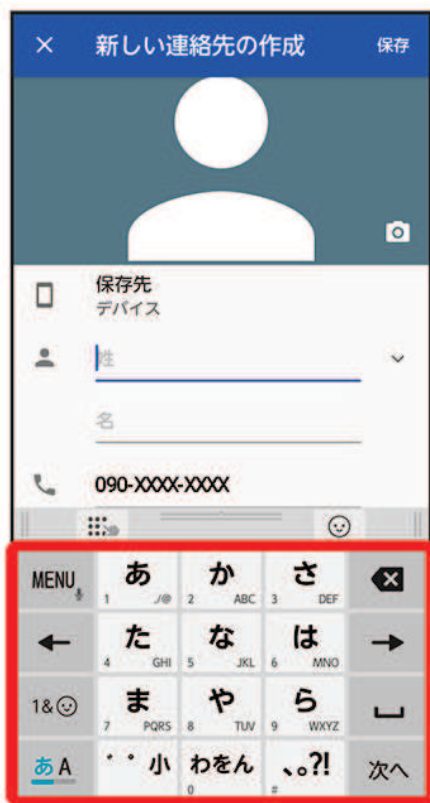 × 新しい連絡先の作成 保存
保存先
デバイス
姓
名
090-XXXX-XXXX
MENU あ か さ
1 ./@ 2 ABC 3 DEF
← た な は →
4 GHI 5 JKL 6 MNO
1& ま や ら
7 PQRS 8 TUV 9 WXYZ
あA ゛゜小 わをん 、。?! 次へ
0 #